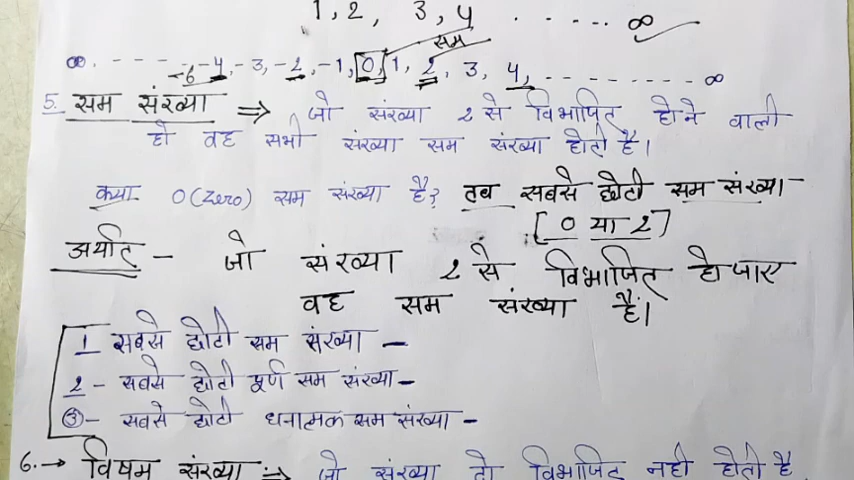 1, 2, 3, 4 . . . . . ∞
सम
∞. - - - - - -6 -4, -3, -2, -1, 0, 1, 2, 3, 4, - - - - - - - - - ∞
5. सम संख्या ⇒ जो संख्या 2 से विभाजित होने वाली
हो वह सभी संख्या सम संख्या होती है।
क्या 0 (Zero) सम संख्या है? तब सबसे छोटी सम संख्या
[0 या 2]
अर्थात - जो संख्या 2 से विभाजित हो जाए
वह सम संख्या है।
1 सबसे छोटी सम संख्या -
2 - सबसे छोटी पूर्ण सम संख्या -
③ - सबसे छोटी धनात्मक सम संख्या -
6. → विषम संख्या ⇒ जो संख्या दो विभाजित नही होती है